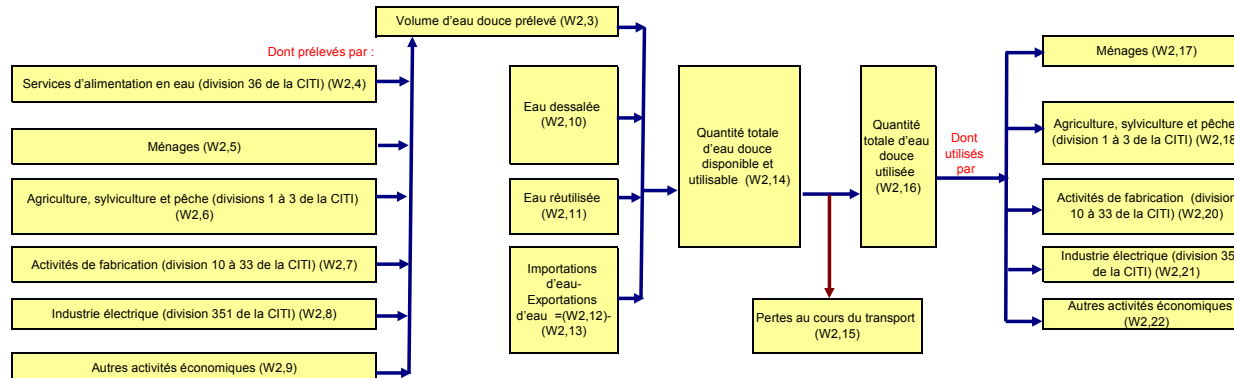 Volume d'eau douce prélevé (W2,3)
Dont prélevés par :
Services d'alimentation en eau (division 36 de la CITI) (W2,4)
Ménages (W2,5)
Agriculture, sylviculture et pêche (divisions 1 à 3 de la CITI)
(W2,6)
Activités de fabrication (division 10 à 33 de la CITI) (W2,7)
Industrie électrique (division 351 de la CITI) (W2,8)
Autres activités économiques (W2,9)
Eau dessalée
(W2,10)
Eau réutilisée
(W2,11)
Importations
d'eau-
Exportations
d'eau =(W2,12)-
(W2,13)
Quantité totale
d'eau douce
disponible et
utilisable (W2,14)
Pertes au cours du transport
(W2,15)
Quantité
totale d'eau
douce
utilisée
(W2,16)
Dont
utilisés
par
Ménages (W2,17)
Agriculture, sylviculture et pêche
(division 1 à 3 de la CITI) (W2,18
Activités de fabrication (division
10 à 33 de la CITI) (W2,20)
Industrie électrique (division 35
de la CITI) (W2,21)
Autres activités économiques
(W2,22)